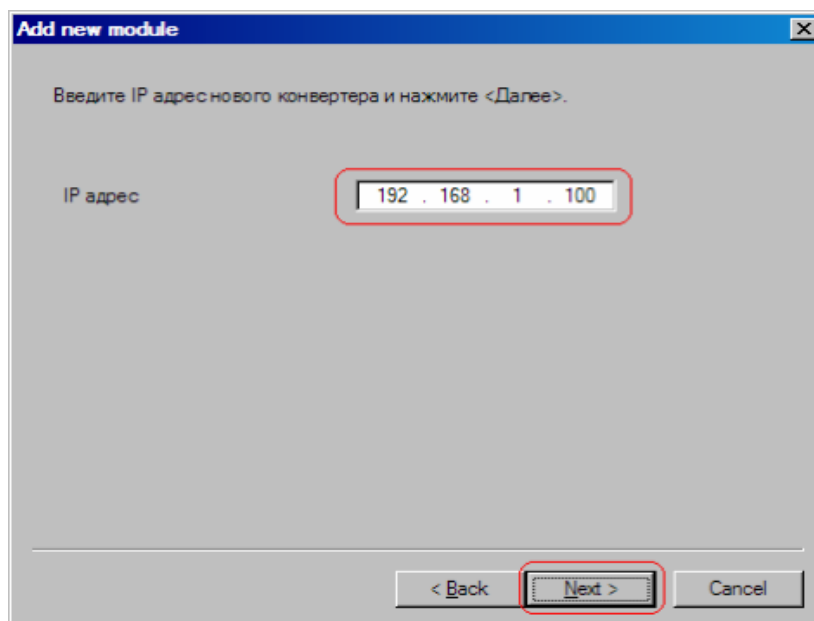 Add new module
Введите IP адрес нового конвертера и нажмите <Далее>.
IP адрес 192 . 168 . 1 . 100
< Back Next > Cancel